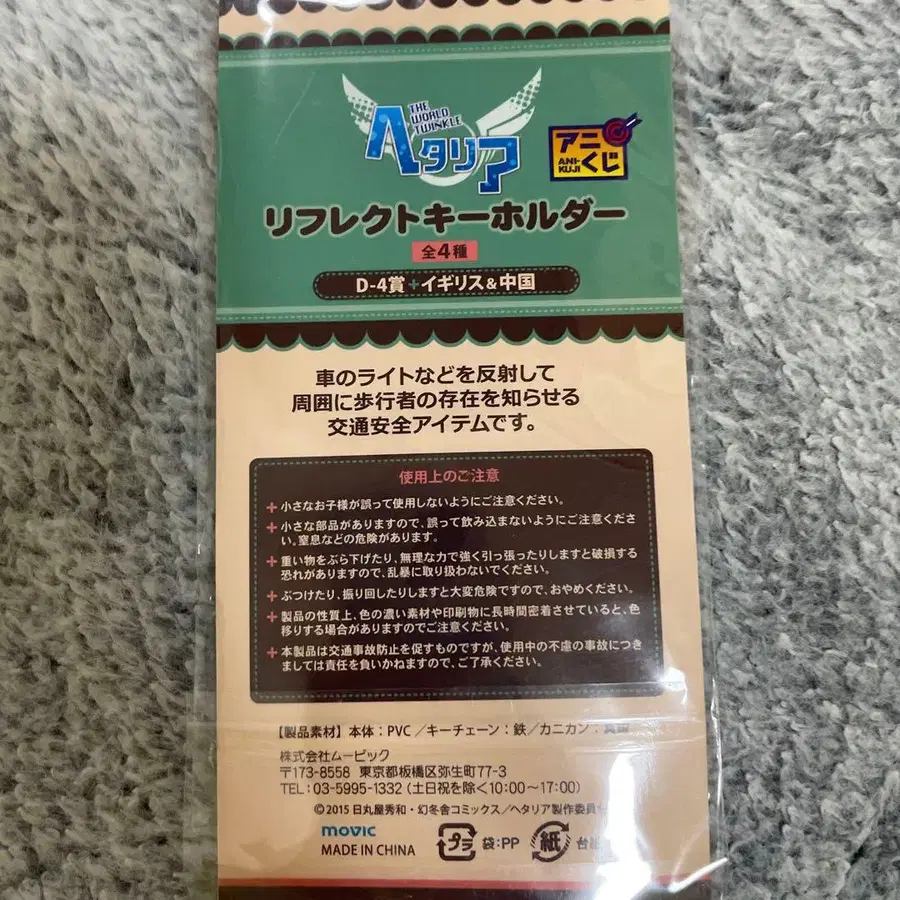 THE
WORLD
TWINKLE
ヘタリア
アニくじ
ANI-
KUJI
リフレクトキーホルダー
全4種
D-4賞+イギリス&中国
車のライトなどを反射して
周囲に歩行者の存在を知らせる
交通安全アイテムです。
使用上のご注意
+小さなお子様が誤って使用しないようにご注意ください。
+小さな部品がありますので、誤って飲み込まないようにご注意くださ
い。窒息などの危険があります。
+重い物をぶら下げたり、無理な力で強く引っ張ったりしますと破損する
恐れがありますので、乱暴に取り扱わないでください。
+ぶつけたり、振り回したりしますと大変危険ですので、おやめください。
+製品の性質上、色の濃い素材や印刷物に長時間密着させていると、色
移りする場合がありますのでご注意ください。
+本製品は交通事故防止を促すものですが、使用中の不慮の事故につき
ましては責任を負いかねますので、ご了承ください。
【製品素材】本体:PVC/キーチェーン:鉄/カニカン:
株式会社ムービック
〒173-8558 東京都板橋区弥生町77-3
TEL:03-5995-1332(土日祝を除く10:00~17:00)
©2015 日丸屋秀和・幻冬舎コミックス/ヘタリア製作委員
movic
MADE IN CHINA
プラ
袋:PP
紙
台